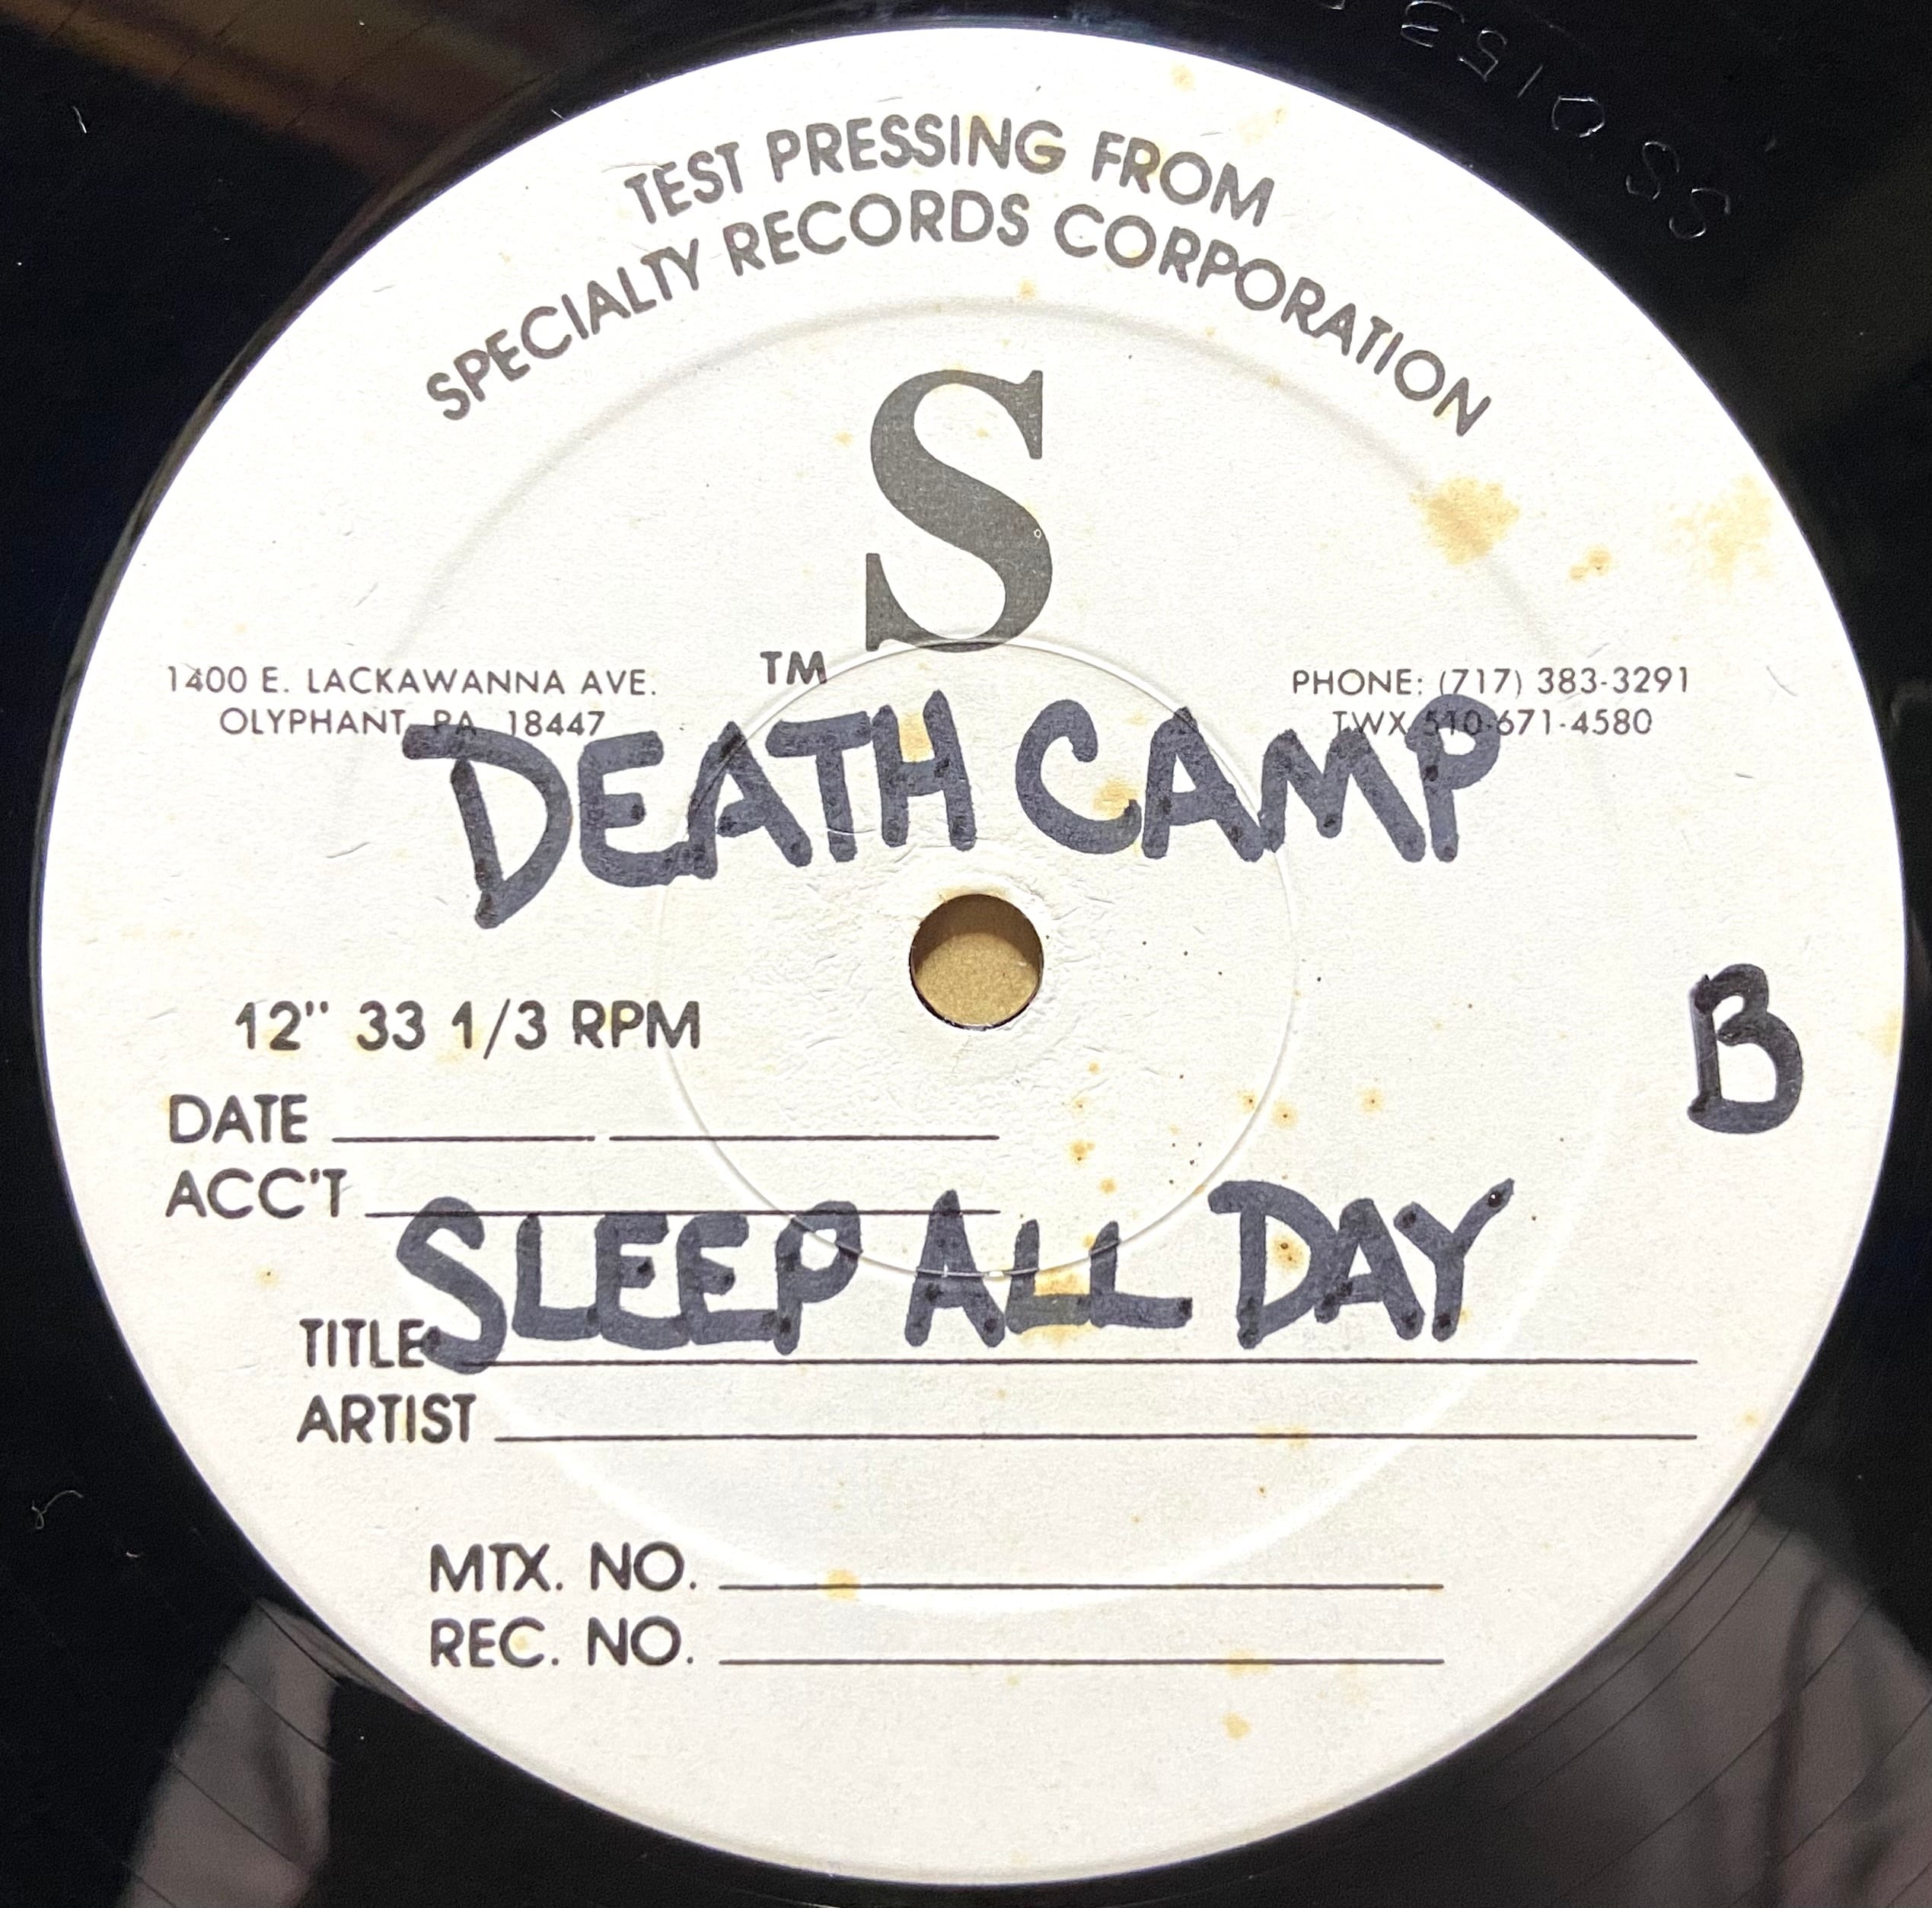 TEST PRESSING FROM
SPECIALTY RECORDS CORPORATION
S
TM
1400 E. LACKAWANNA AVE.
OLYPHANT, PA. 18447
PHONE: (717) 383-3291
TWX 510-671-4580
DEATH CAMP
12" 33 1/3 RPM
B
DATE
ACC'T
SLEEP ALL DAY
TITLE
ARTIST
MTX. NO.
REC. NO.